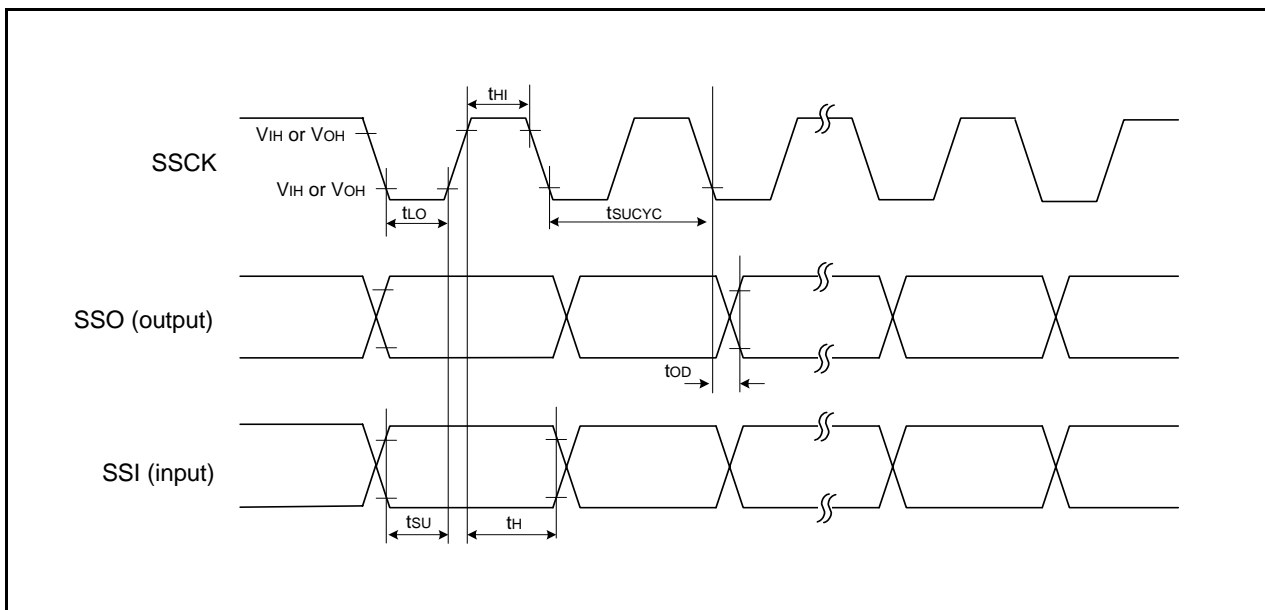 tHI
VIH or VOH
SSCK
VIH or VOH
tLO
tSUCYC
SSO (output)
tOD
SSI (input)
tSU
tH